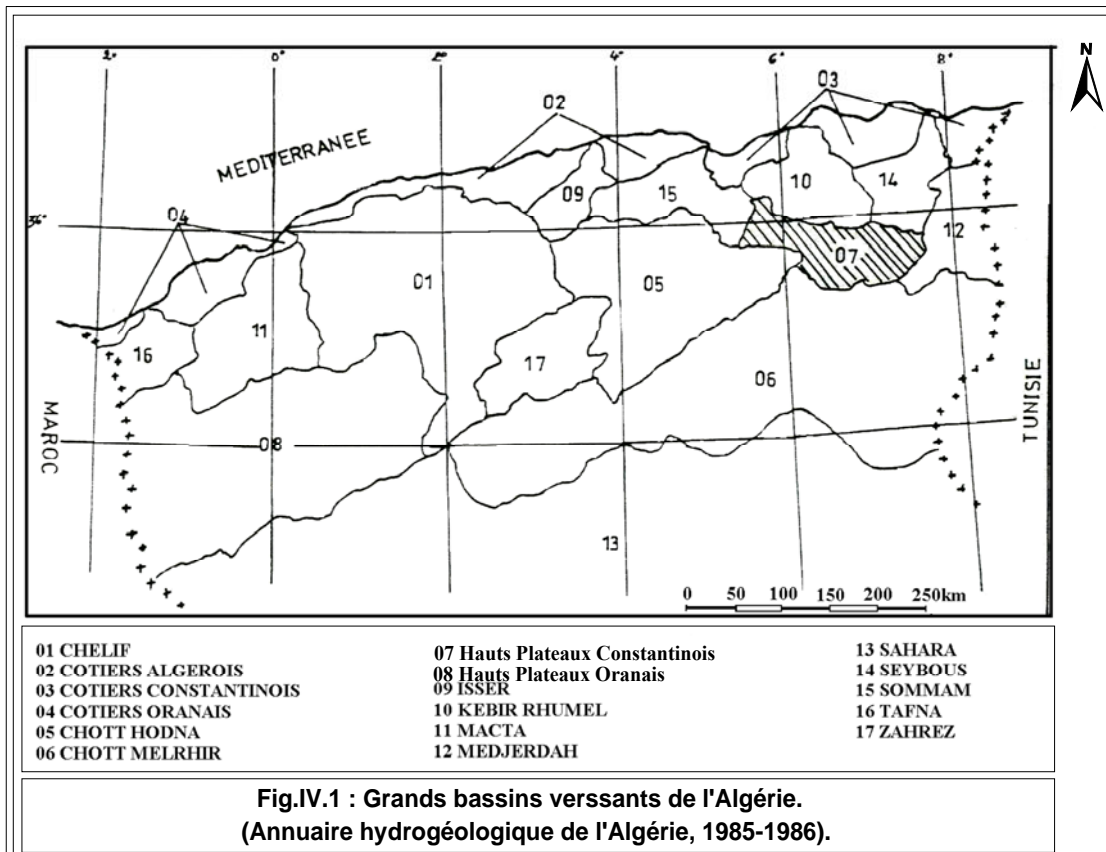 N
2° 0° 2° 4° 6° 8°
03
02
MEDITERRANEE
10
09
15
14
04
36°
12
07
01
05
11
16
17
06
MAROC
TUNISIE
08
13
0 50 100 150 200 250km
01 CHELIF
02 COTIERS ALGEROIS
03 COTIERS CONSTANTINOIS
04 COTIERS ORANAIS
05 CHOTT HODNA
06 CHOTT MELRHIR
07 Hauts Plateaux Constantinois
08 Hauts Plateaux Oranais
09 ISSER
10 KEBIR RHUMEL
11 MACTA
12 MEDJERDAH
13 SAHARA
14 SEYBOUS
15 SOMMAM
16 TAFNA
17 ZAHREZ
Fig.IV.1 : Grands bassins verssants de l'Algérie.
(Annuaire hydrogéologique de l'Algérie, 1985-1986).